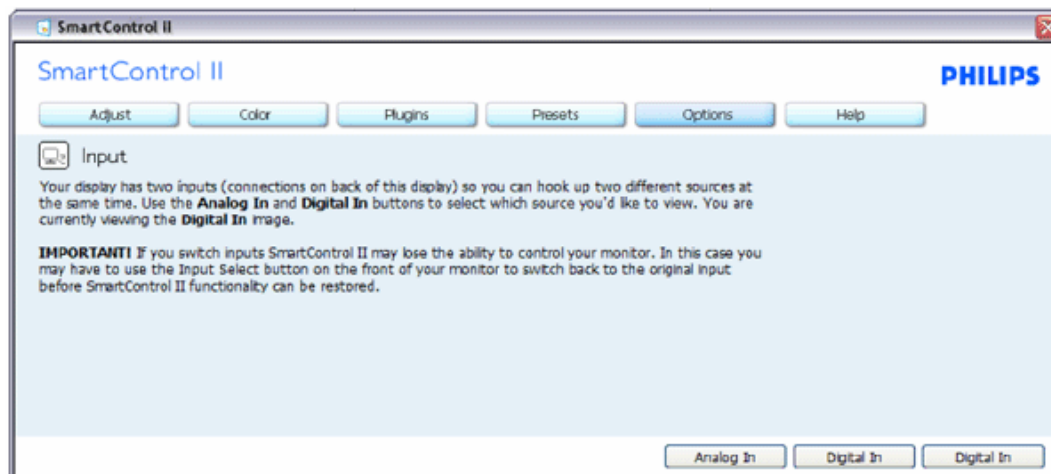 SmartControl II
SmartControl II
PHILIPS
Adjust Color Plugins Presets Options Help
Input
Your display has two inputs (connections on back of this display) so you can hook up two different sources at
the same time. Use the Analog In and Digital In buttons to select which source you'd like to view. You are
currently viewing the Digital In image.
IMPORTANT! If you switch inputs SmartControl II may lose the ability to control your monitor. In this case you
may have to use the Input Select button on the front of your monitor to switch back to the original input
before SmartControl II functionality can be restored.
Analog In Digital In Digital In